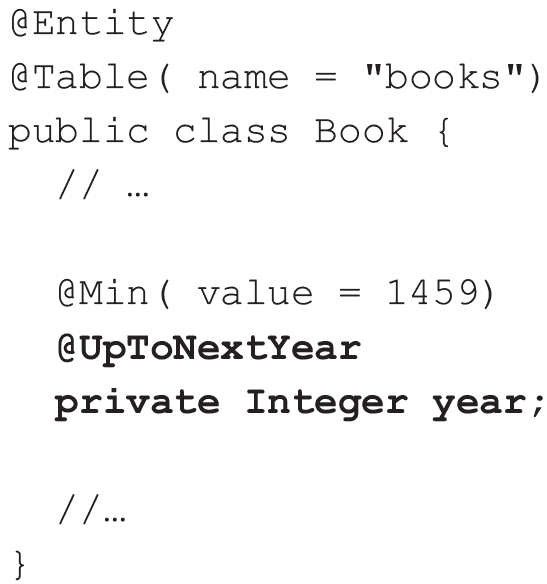 @Entity
@Table( name = "books")
public class Book {
// …
@Min( value = 1459)
@UpToNextYear
private Integer year;
//…
}